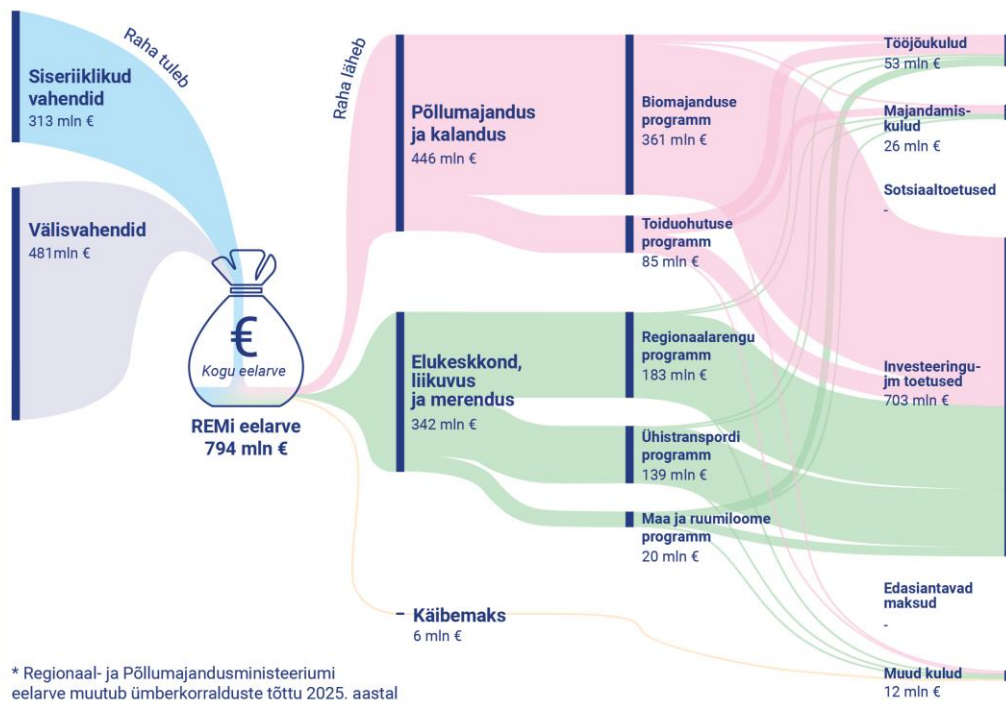 Raha tuleb
Siseriiklikud
vahendid
313 mln €
Välisvahendid
481mln €
€
Kogu eelarve
REMi eelarve
794 mln €
Raha läheb
Põllumajandus
ja kalandus
446 mln €
Elukeskkond,
liikuvus
ja merendus
342 mln €
Käibemaks
6 mln €
Biomajanduse
programm
361 mln €
Toiduohutuse
programm
85 mln €
Regionaalarengu
programm
183 mln €
Ühistranspordi
programm
139 mln €
Maa ja ruumiloome
programm
20 mln €
Tööjõukulud
53 mln €
Majandamis-
kulud
26 mln €
Sotsiaaltoetused
-
Investeeringu-
jm toetused
703 mln €
Edasiantavad
maksud
-
Muud kulud
12 mln €
* Regionaal- ja Põllumajandusministeeriumi
eelarve muutub ümberkorralduste tõttu 2025. aastal